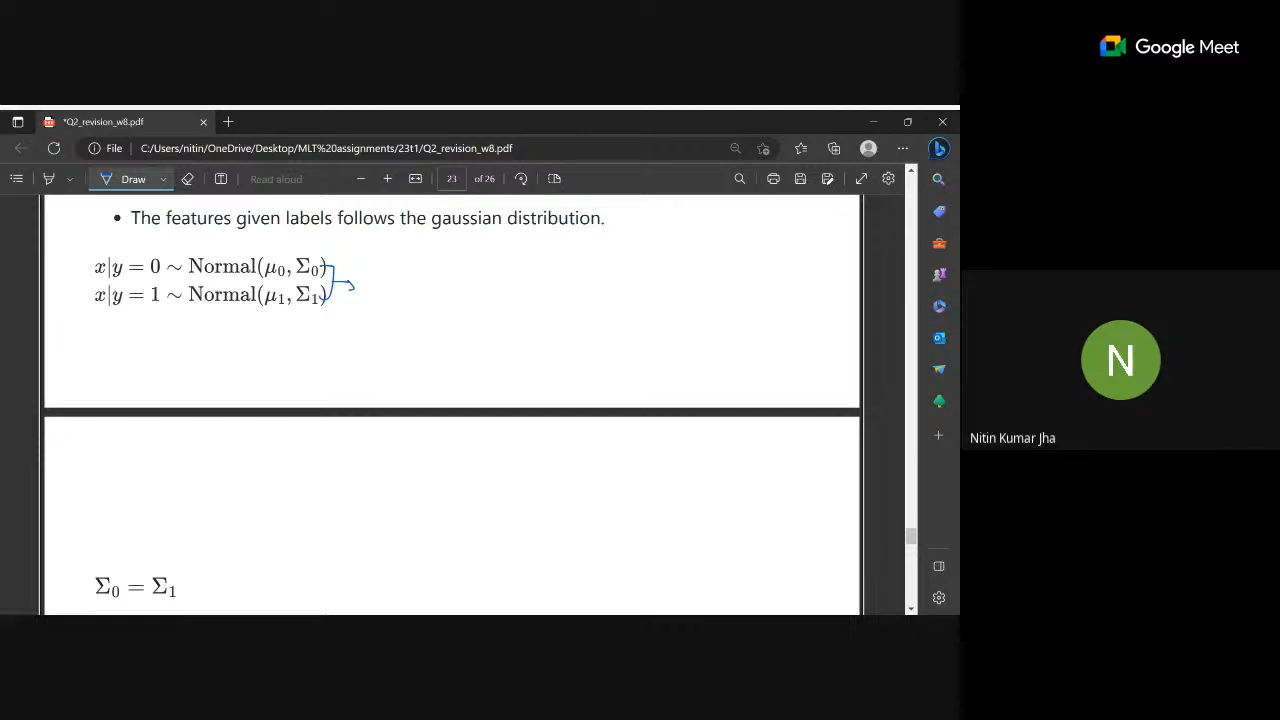 Google Meet
*Q2_revision_w8.pdf
File
C:/Users/nitin/OneDrive/Desktop/MLT%20assignments/23t1/Q2_revision_w8.pdf
Draw
Read aloud
23
of 26
• The features given labels follows the gaussian distribution.
x|y = 0 ∼ Normal(μ₀, Σ₀)
x|y = 1 ∼ Normal(μ₁, Σ₁)
N
Nitin Kumar Jha
Σ₀ = Σ₁